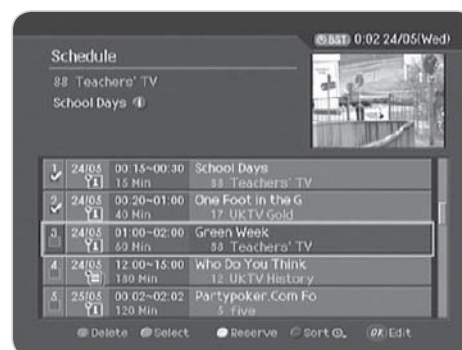 BST 0:02 24/05(Wed)
Schedule
88 Teachers' TV
School Days
1 24/05 00:15~00:30 School Days
15 Min 88 Teachers' TV
2 24/05 00:20~01:00 One Foot in the G
40 Min 17 UKTV Gold
3 24/05 01:00~02:00 Green Week
60 Min 88 Teachers' TV
4 24/05 12:00~15:00 Who Do You Think
180 Min 12 UKTV History
5 25/05 00:02~02:02 Partypoker.Com Fo
120 Min 5 five
Delete Select Reserve Sort OK Edit